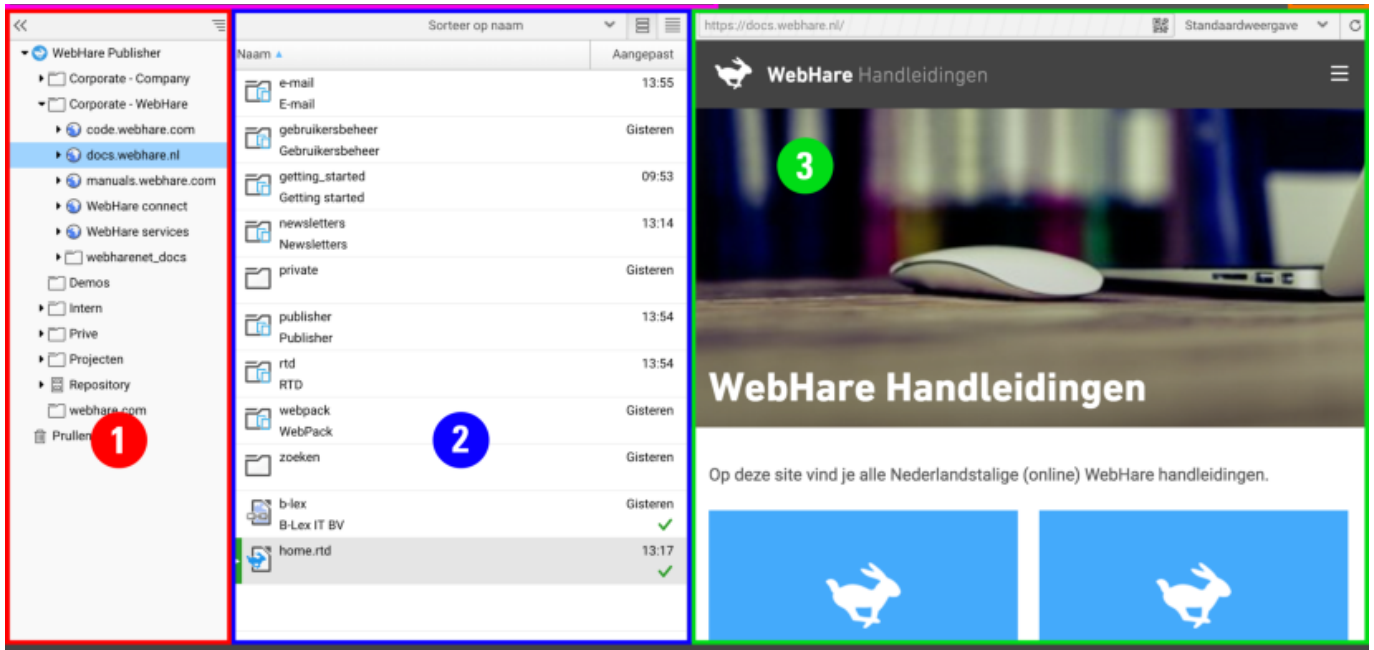 WebHare Publisher
Corporate - Company
Corporate - WebHare
code.webhare.com
docs.webhare.nl
manuals.webhare.com
WebHare connect
WebHare services
webharenet_docs
Demos
Intern
Prive
Projecten
Repository
webhare.com
1
Sorteer op naam
Naam Aangepast
e-mail 13:55
E-mail
gebruikersbeheer Gisteren
Gebruikersbeheer
getting_started 09:53
Getting started
newsletters 13:14
Newsletters
private Gisteren
publisher 13:54
Publisher
rtd 13:54
RTD
webpack Gisteren
WebPack
2
zoeken Gisteren
b-lex Gisteren
B-Lex IT BV
home.rtd 13:17
https://docs.webhare.nl/ Standaardweergave
WebHare Handleidingen
3
WebHare Handleidingen
Op deze site vind je alle Nederlandstalige (online) WebHare handleidingen.